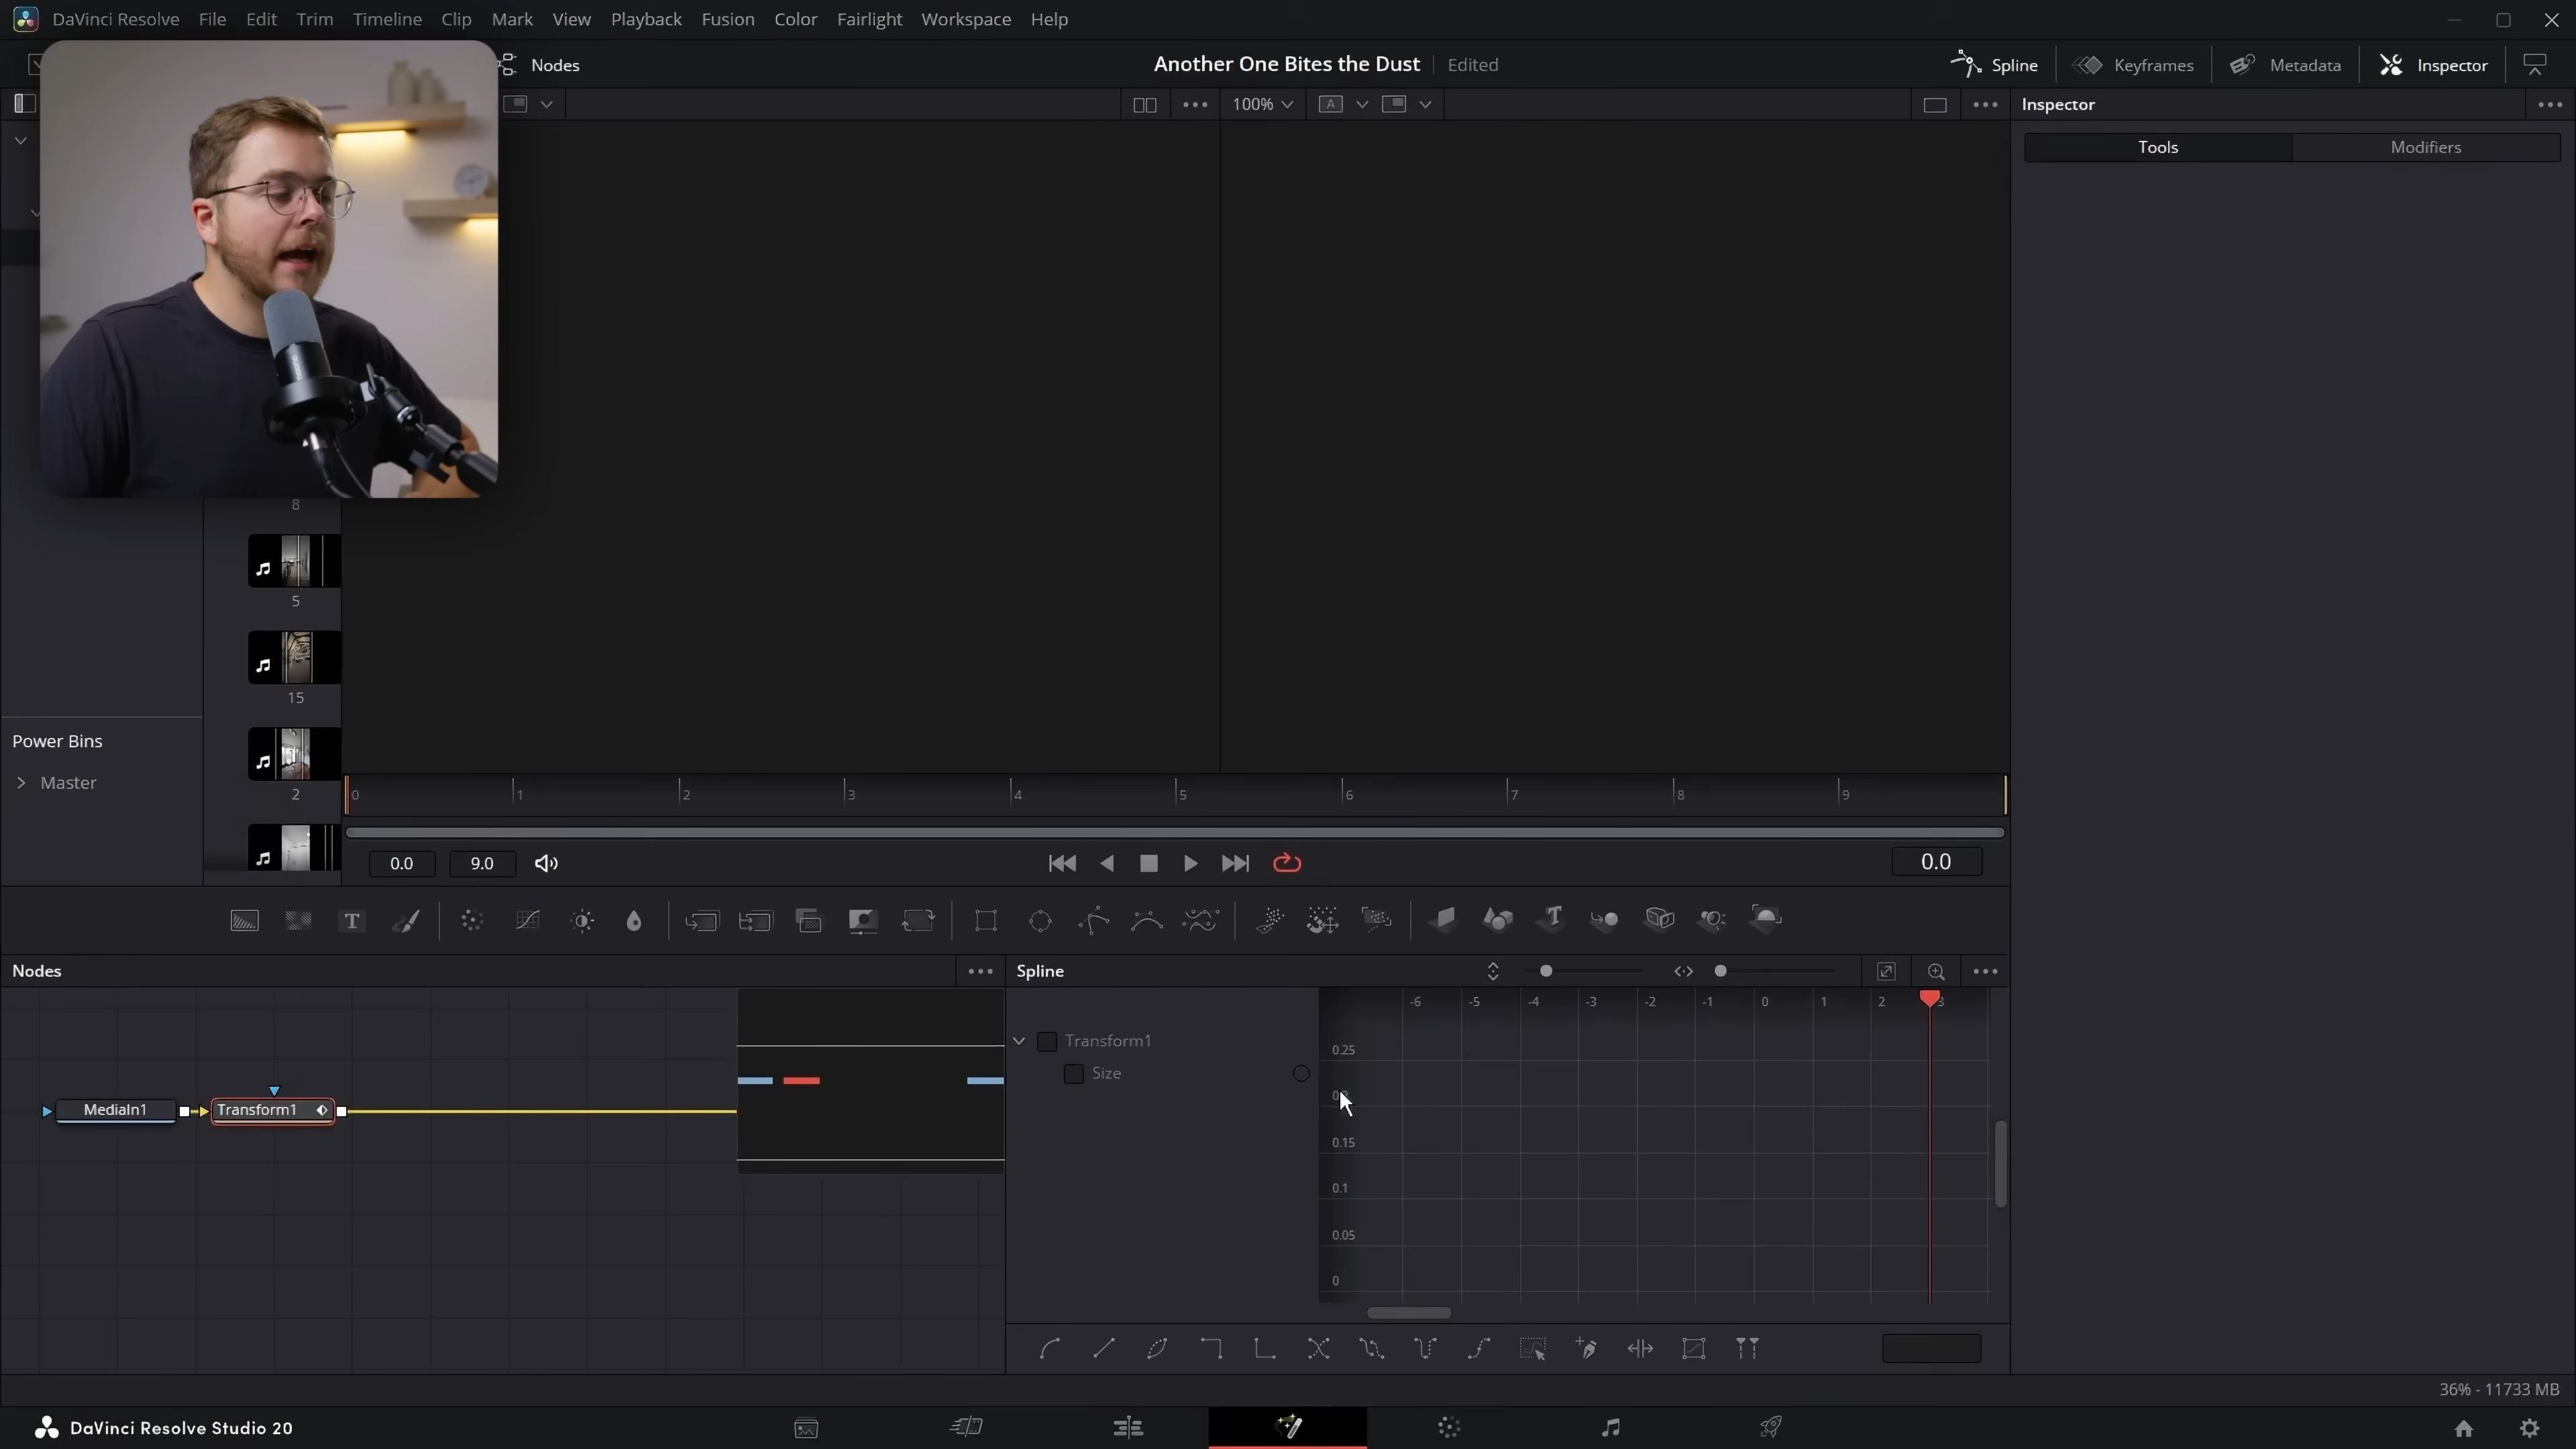 DaVinci Resolve File Edit Trim Timeline Clip Mark View Playback Fusion Color Fairlight Workspace Help
Nodes
Another One Bites the Dust
Edited
Spline
Keyframes
Metadata
Inspector
100%
A
Inspector
Tools
Modifiers
8
5
15
2
Power Bins
Master
0 1 2 3 4 5 6 7 8 9
0.0
9.0
0.0
T
Nodes
Spline
-6 -5 -4 -3 -2 -1 0 1 2 3
Transform1
Size
0.25
0.15
0.1
0.05
0
MediaIn1
Transform1
36% - 11733 MB
DaVinci Resolve Studio 20